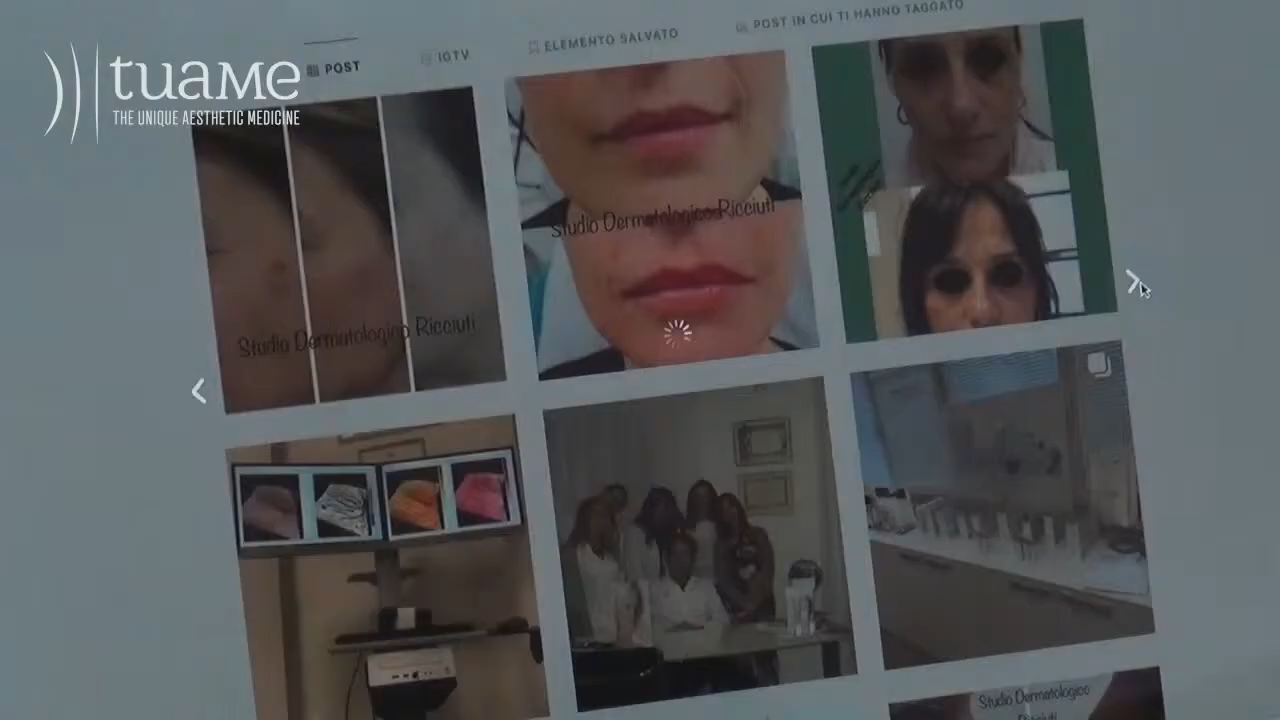 tuame
THE UNIQUE AESTHETIC MEDICINE
POST
IGTV
ELEMENTO SALVATO
POST IN CUI TI HANNO TAGGATO
Studio Dermatologico Ricciuti
Studio Dermatologico Ricciuti
Studio Dermatologico
Ricciuti